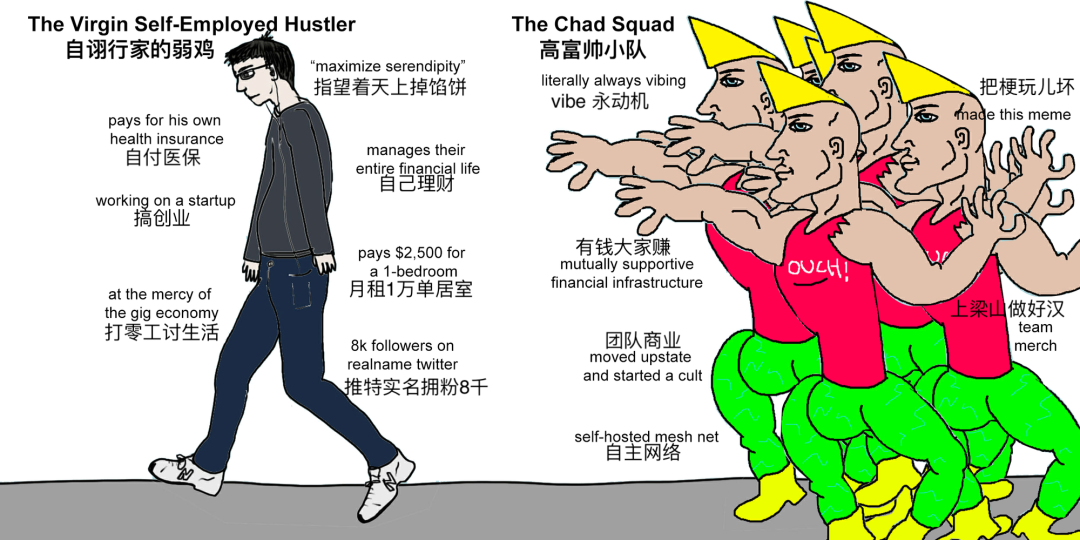 The Virgin Self-Employed Hustler
自诩行家的弱鸡
“maximize serendipity”
指望着天上掉馅饼
pays for his own
health insurance
自付医保
manages their
entire financial life
自己理财
working on a startup
搞创业
pays $2,500 for
a 1-bedroom
月租1万单居室
at the mercy of
the gig economy
打零工讨生活
8k followers on
realname twitter
推特实名拥粉8千
The Chad Squad
高富帅小队
literally always vibing
vibe 永动机
把梗玩儿坏
made this meme
有钱大家赚
mutually supportive
financial infrastructure
OUCH!
上梁山做好汉
team
merch
团队商业
moved upstate
and started a cult
self-hosted mesh net
自主网络